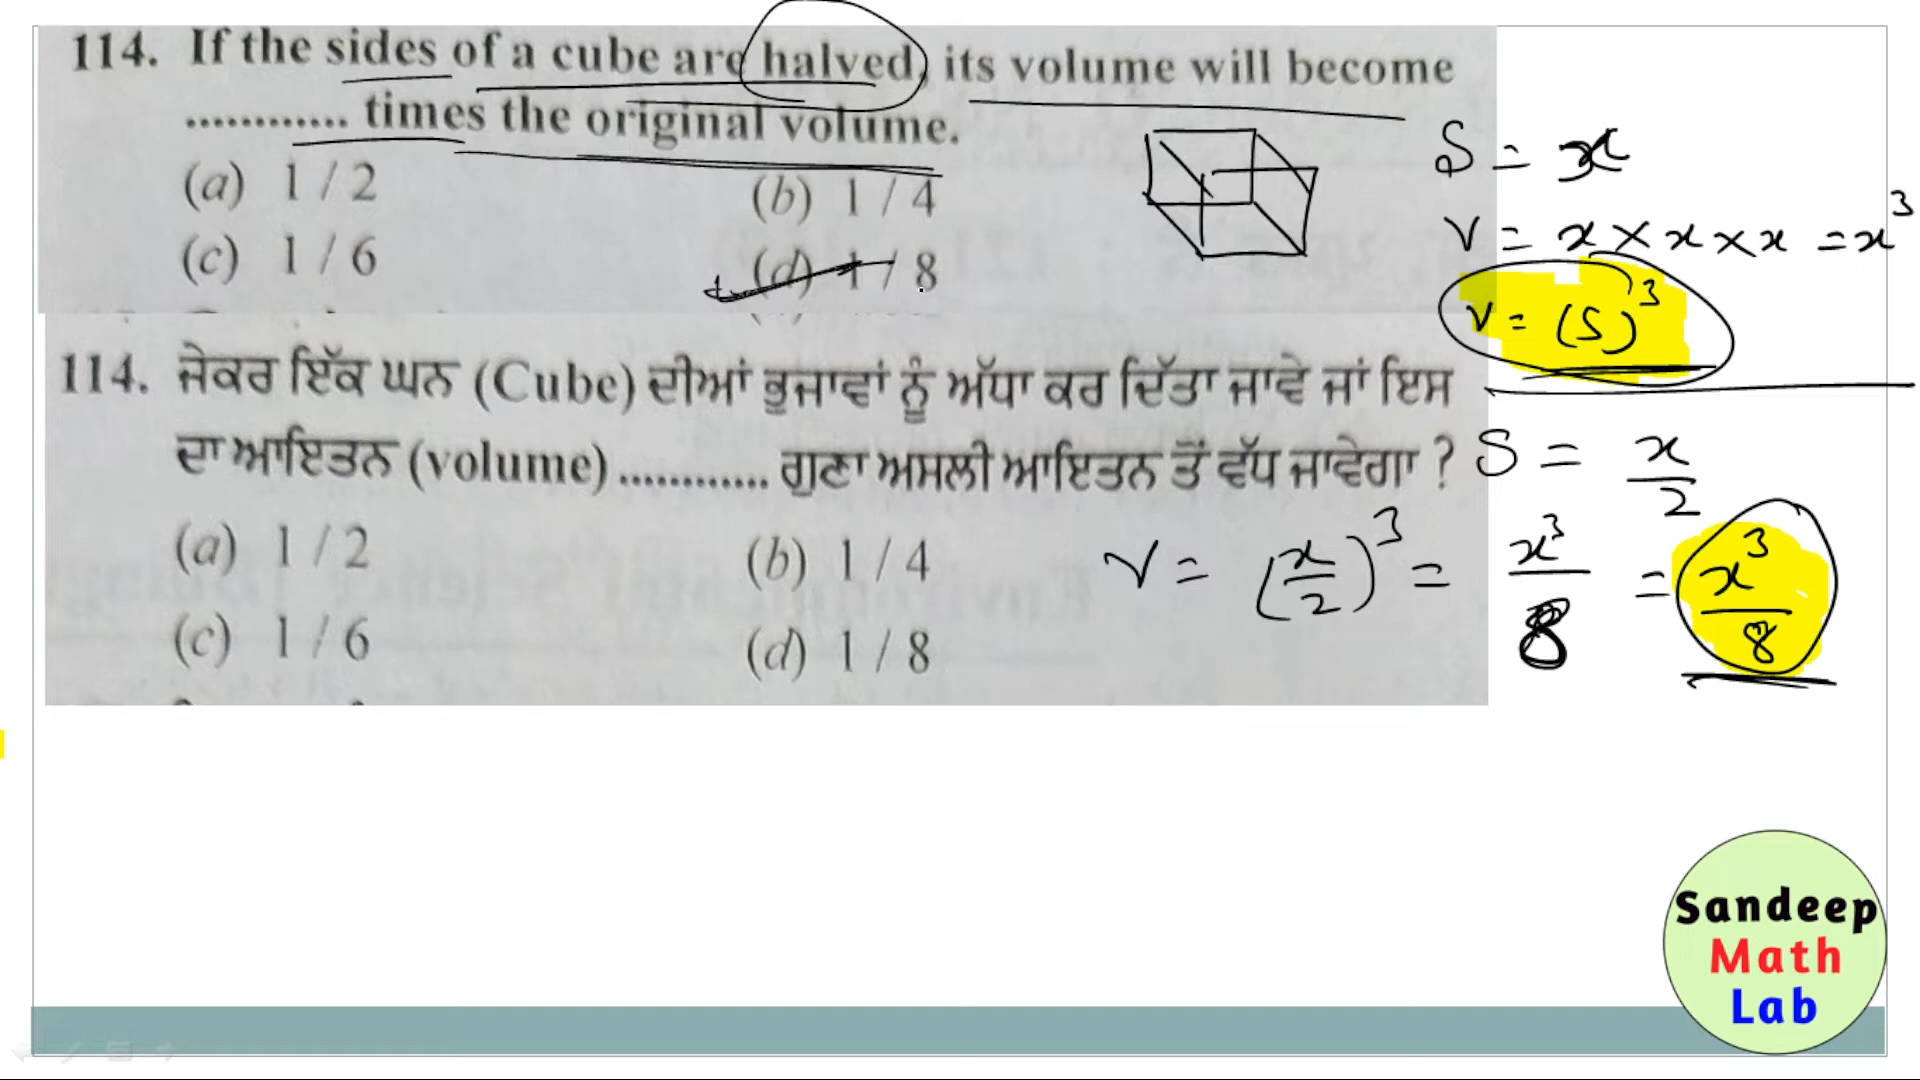 114. If the sides of a cube are halved, its volume will become
............ times the original volume.
(a) 1 / 2
(b) 1 / 4
(c) 1 / 6
(d) 1 / 8
114. ਜੇਕਰ ਇੱਕ ਘਨ (Cube) ਦੀਆਂ ਭੁਜਾਵਾਂ ਨੂੰ ਅੱਧਾ ਕਰ ਦਿੱਤਾ ਜਾਵੇ ਜਾਂ ਇਸ
ਦਾ ਆਇਤਨ (volume) ............ ਗੁਣਾ ਅਸਲੀ ਆਇਤਨ ਤੋਂ ਵੱਧ ਜਾਵੇਗਾ ?
(a) 1 / 2
(b) 1 / 4
(c) 1 / 6
(d) 1 / 8
S = x
V = x × x × x = x³
V = (S)³
S = x/2
V = (x/2)³ = x³/8 = x³/8
Sandeep
Math
Lab